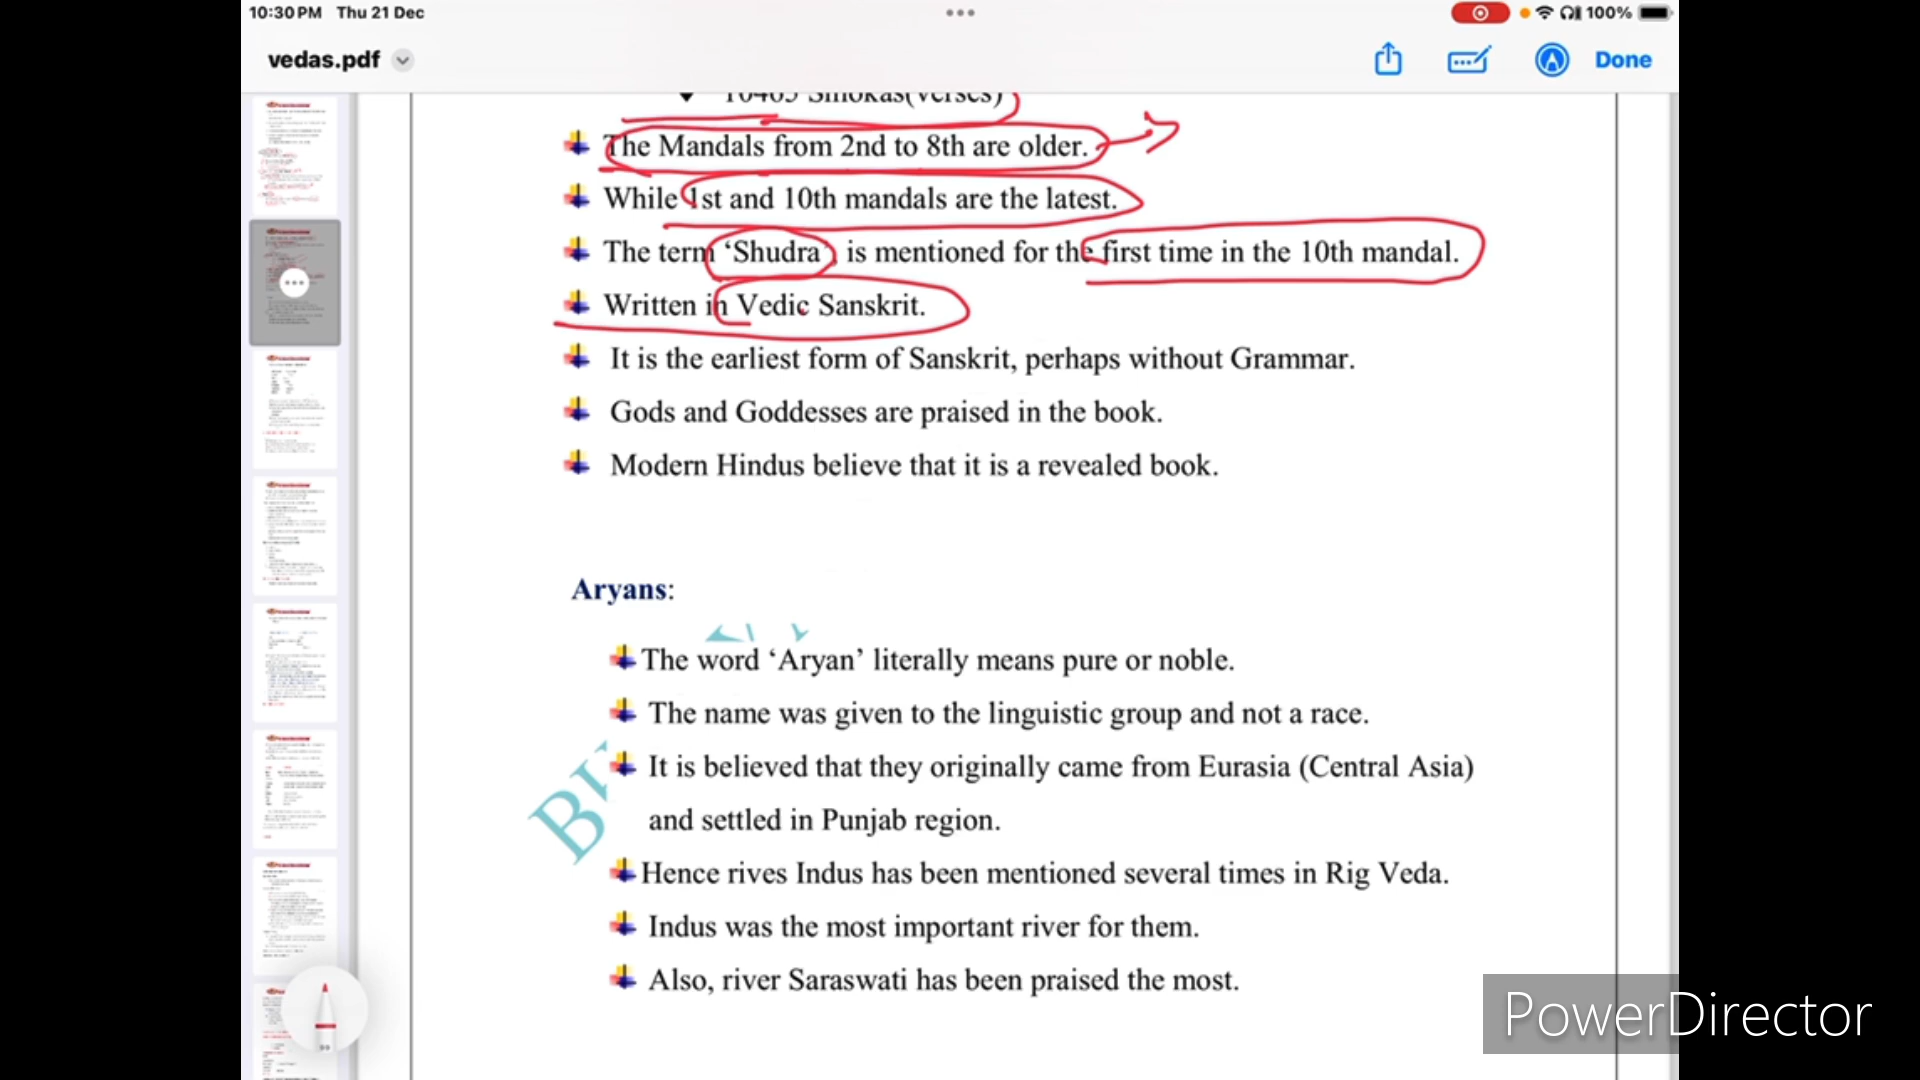 10:30 PM Thu 21 Dec
100%
vedas.pdf
Done
(verses)
The Mandals from 2nd to 8th are older.
While 1st and 10th mandals are the latest.
The term ‘Shudra’ is mentioned for the first time in the 10th mandal.
Written in Vedic Sanskrit.
It is the earliest form of Sanskrit, perhaps without Grammar.
Gods and Goddesses are praised in the book.
Modern Hindus believe that it is a revealed book.
Aryans:
The word ‘Aryan’ literally means pure or noble.
The name was given to the linguistic group and not a race.
It is believed that they originally came from Eurasia (Central Asia)
and settled in Punjab region.
Hence rives Indus has been mentioned several times in Rig Veda.
Indus was the most important river for them.
Also, river Saraswati has been praised the most.
PowerDirector